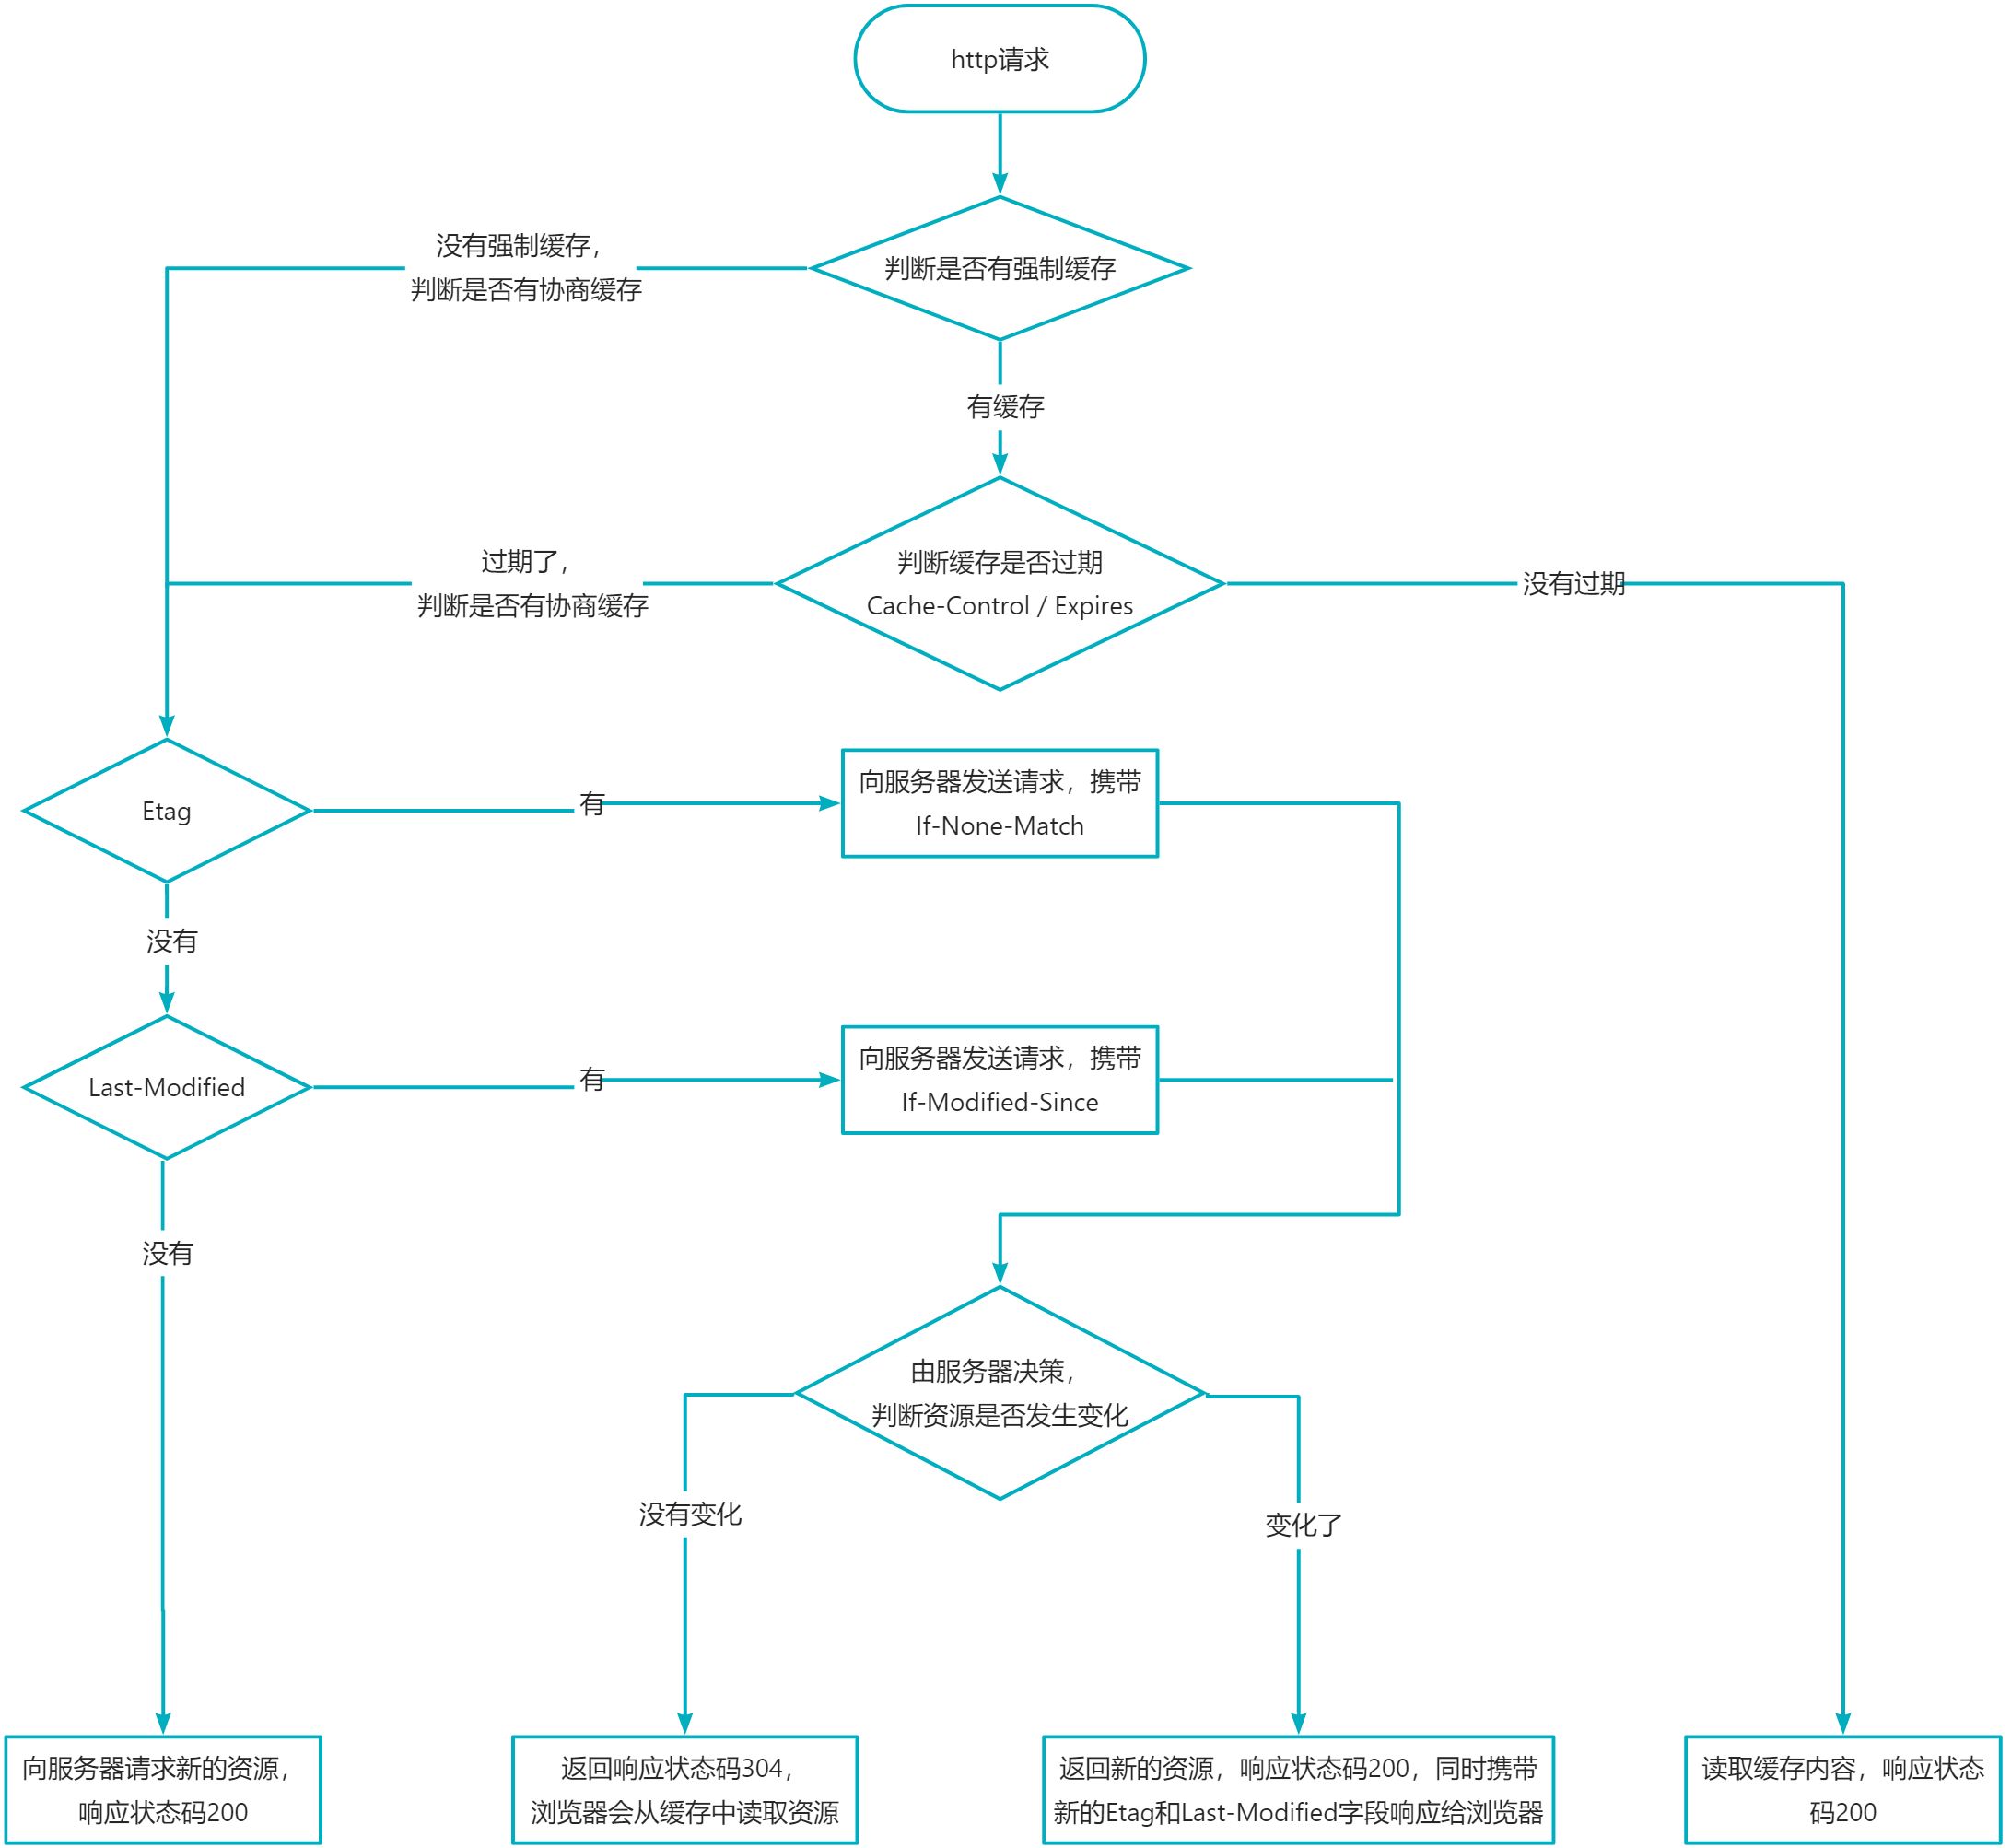 http请求
没有强制缓存，
判断是否有协商缓存
判断是否有强制缓存
有缓存
过期了，
判断是否有协商缓存
判断缓存是否过期
Cache-Control / Expires
没有过期
Etag
有
向服务器发送请求，携带
If-None-Match
没有
Last-Modified
有
向服务器发送请求，携带
If-Modified-Since
没有
由服务器决策，
判断资源是否发生变化
没有变化
变化了
向服务器请求新的资源，
响应状态码200
返回响应状态码304，
浏览器会从缓存中读取资源
返回新的资源，响应状态码200，同时携带
新的Etag和Last-Modified字段响应给浏览器
读取缓存内容，响应状态
码200